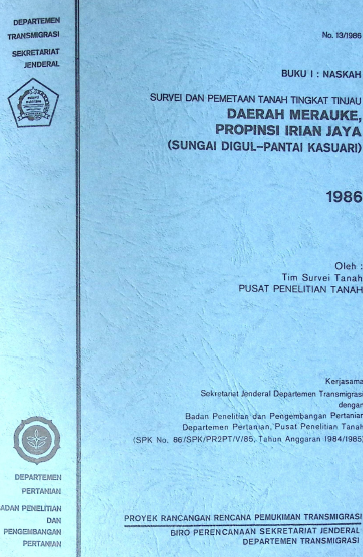 DEPARTEMEN
TRANSMIGRASI
SEKRETARIAT
JENDERAL
No. 13/1986
BUKU I : NASKAH
SURVEI DAN PEMETAAN TANAH TINGKAT TINJAU
DAERAH MERAUKE,
PROPINSI IRIAN JAYA
(SUNGAI DIGUL–PANTAI KASUARI)
1986
Oleh :
Tim Survei Tanah
PUSAT PENELITIAN TANAH
Kerjasama
Sekretariat Jenderal Departemen Transmigrasi
dengan
Badan Penelitian dan Pengembangan Pertanian
Departemen Pertanian, Pusat Penelitian Tanah
(SPK No. 86/SPK/PR2PT/V/85, Tahun Anggaran 1984/1985)
DEPARTEMEN
PERTANIAN
BADAN PENELITIAN
DAN
PENGEMBANGAN
PERTANIAN
PROYEK RANCANGAN RENCANA PEMUKIMAN TRANSMIGRASI
BIRO PERENCANAAN SEKRETARIAT JENDERAL
DEPARTEMEN TRANSMIGRASI